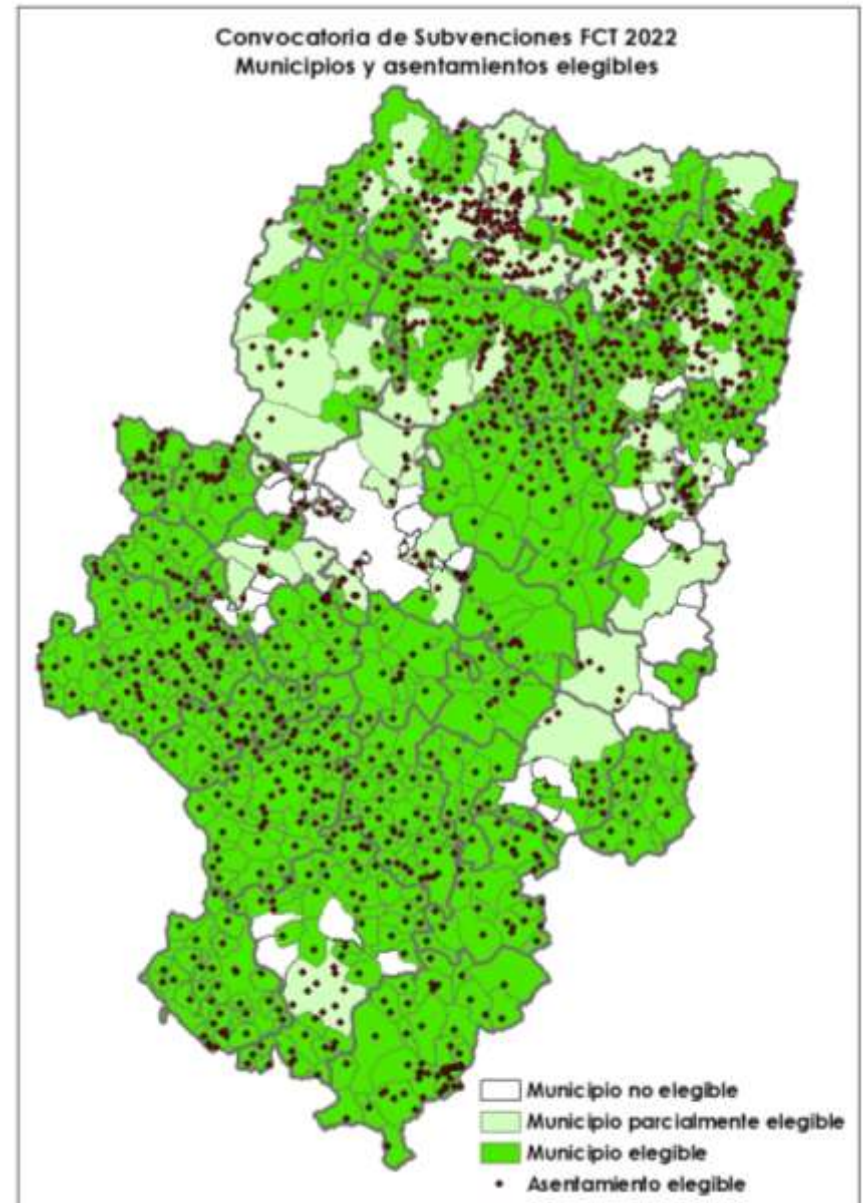 Convocatoria de Subvenciones FCT 2022
Municipios y asentamientos elegibles
Municipio no elegible
Municipio parcialmente elegible
Municipio elegible
Asentamiento elegible